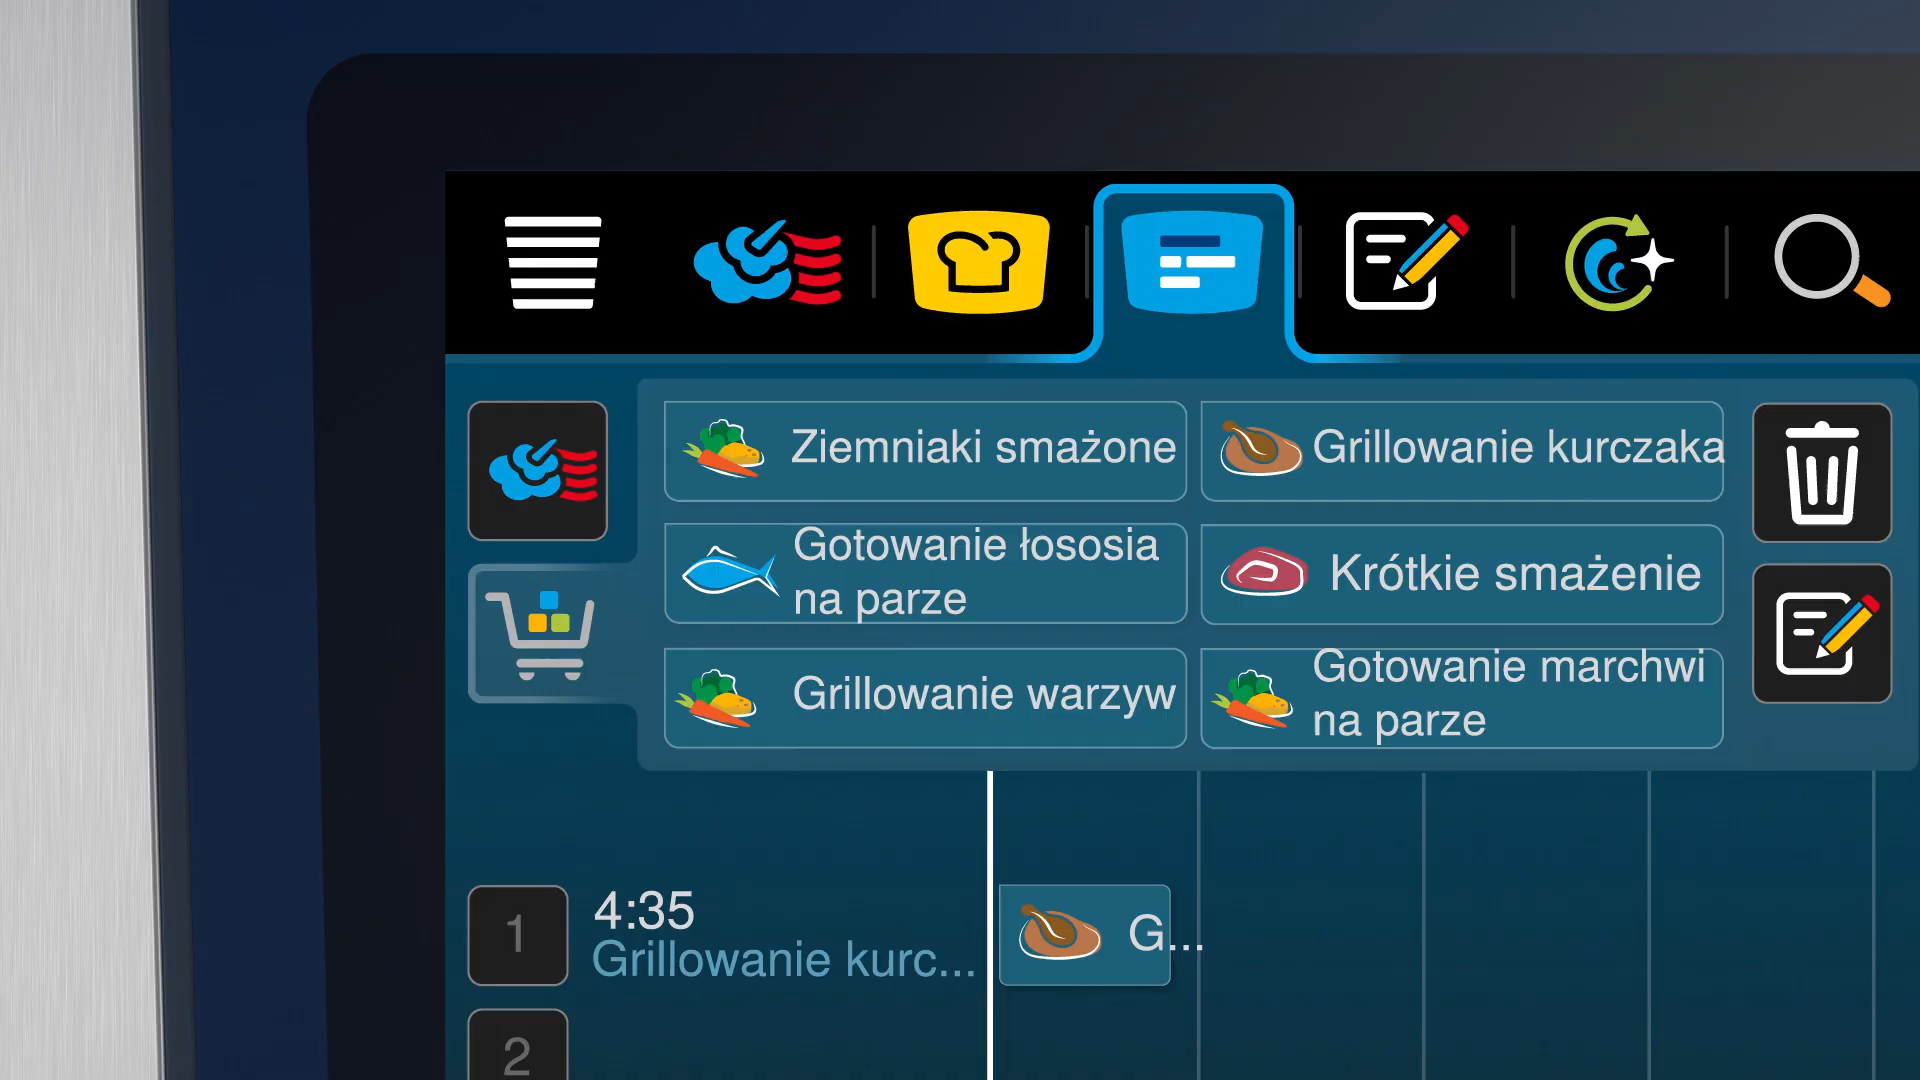 Ziemniaki smażone
Grillowanie kurczaka
Gotowanie łososia
na parze
Krótkie smażenie
Grillowanie warzyw
Gotowanie marchwi
na parze
1
4:35
Grillowanie kurc...
G...
2